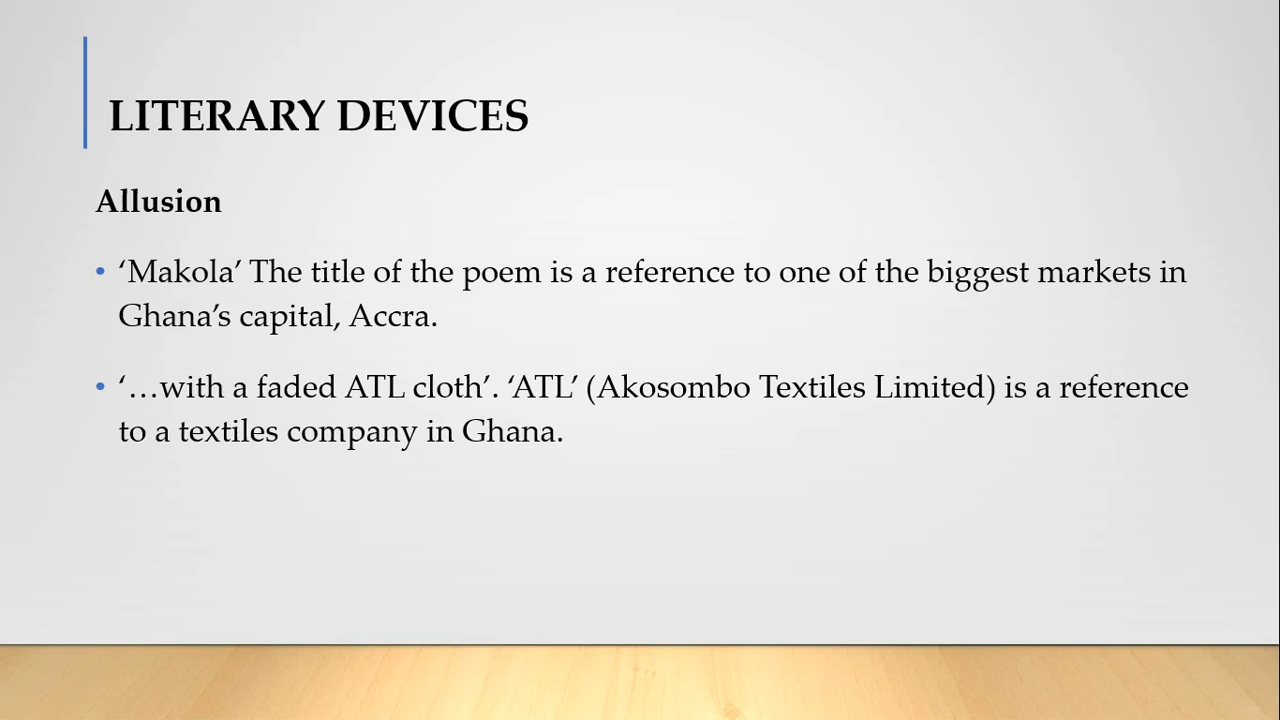 LITERARY DEVICES
Allusion
• ‘Makola’ The title of the poem is a reference to one of the biggest markets in
Ghana’s capital, Accra.
• ‘…with a faded ATL cloth’. ‘ATL’ (Akosombo Textiles Limited) is a reference
to a textiles company in Ghana.